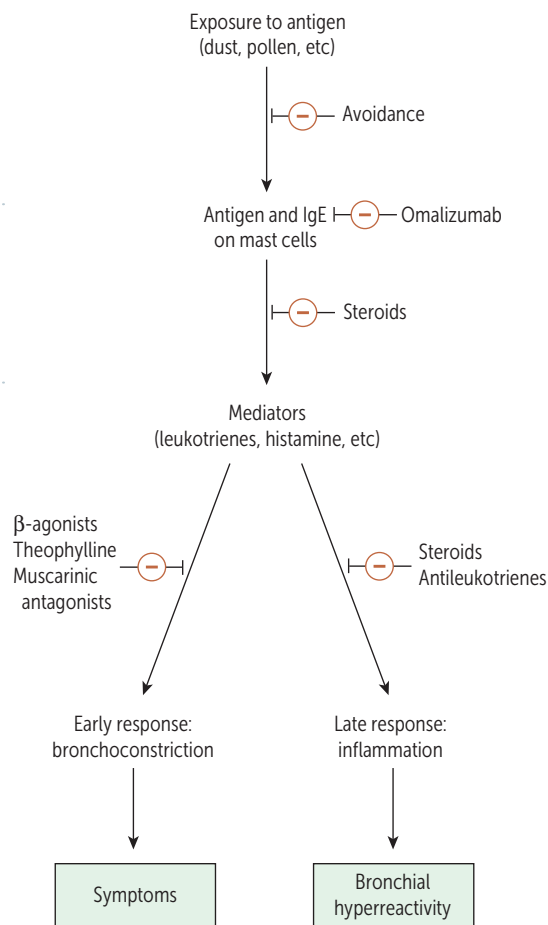 Exposure to antigen
(dust, pollen, etc)
Avoidance
Antigen and IgE
on mast cells
Omalizumab
Steroids
Mediators
(leukotrienes, histamine, etc)
β-agonists
Theophylline
Muscarinic
antagonists
Steroids
Antileukotrienes
Early response:
bronchoconstriction
Late response:
inflammation
Symptoms
Bronchial
hyperreactivity